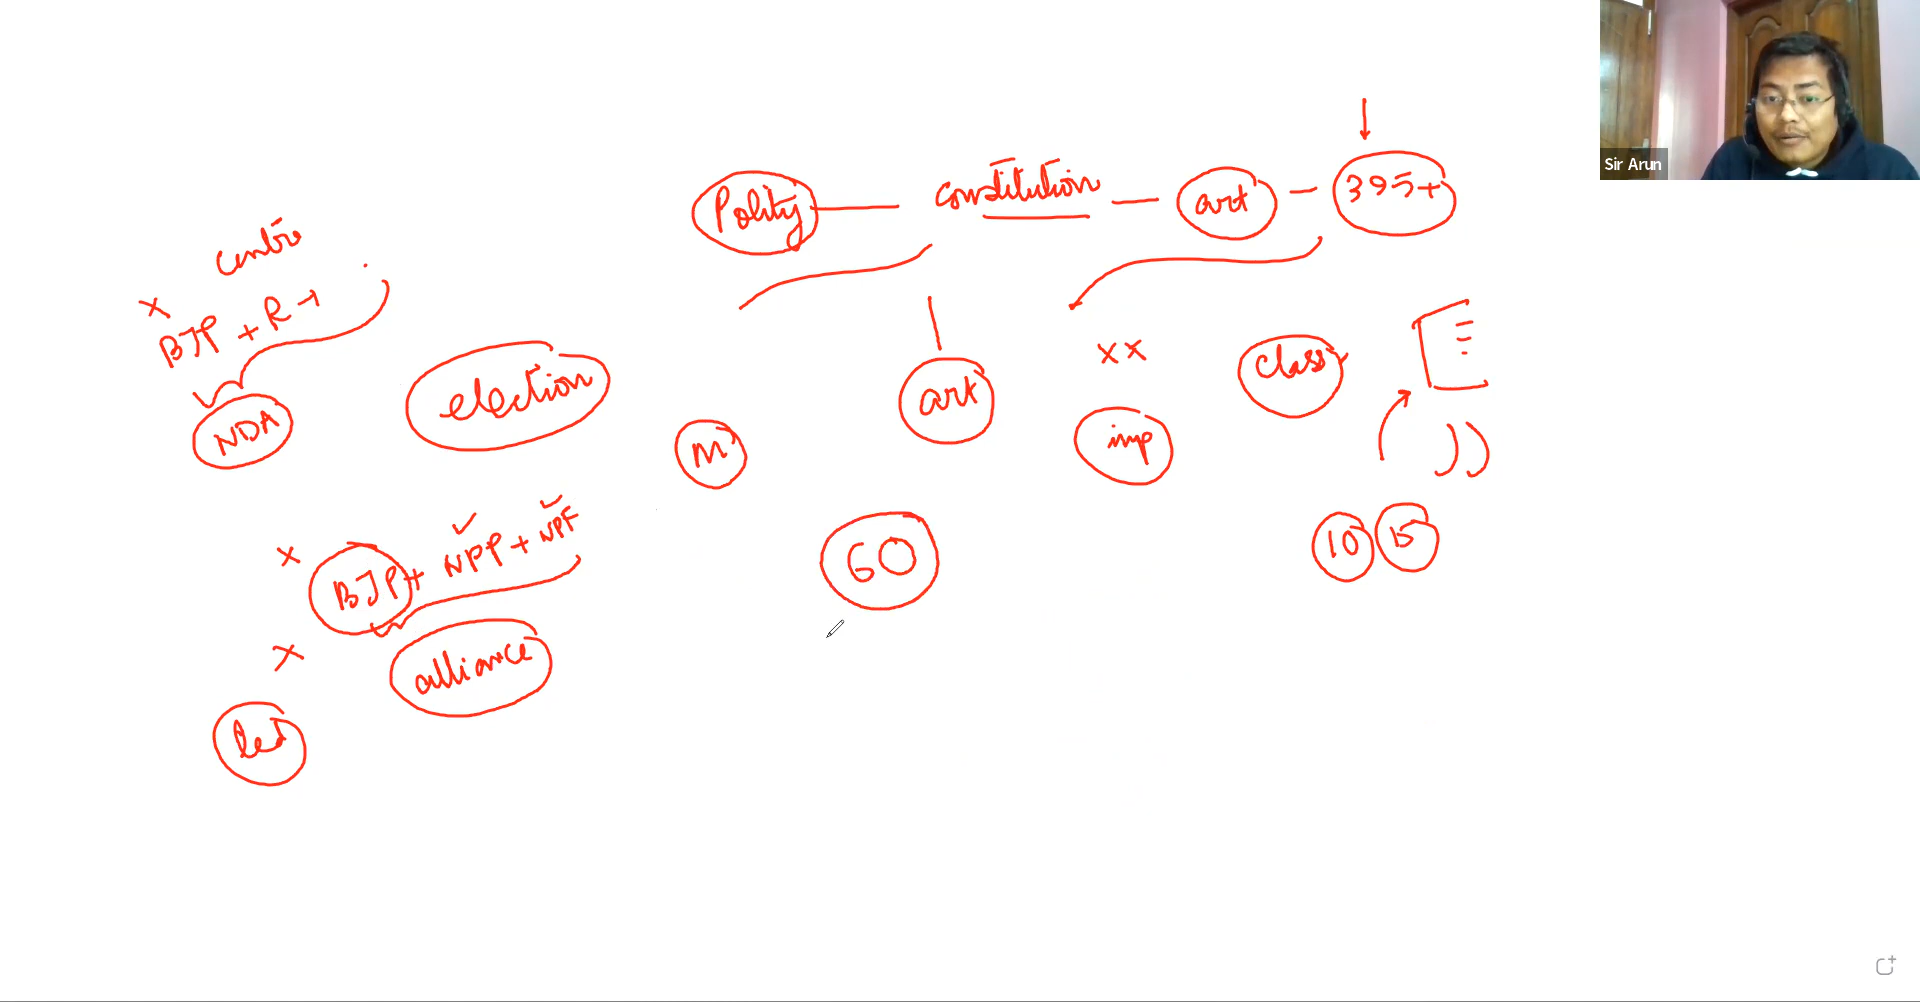 Sir Arun
Polity — constitution — art — 395+
centre
x
BJP + R +
NDA
election
m
art
x x
imp
class
10 15
60
x BJP + NPP + NPF
x
alliance
led